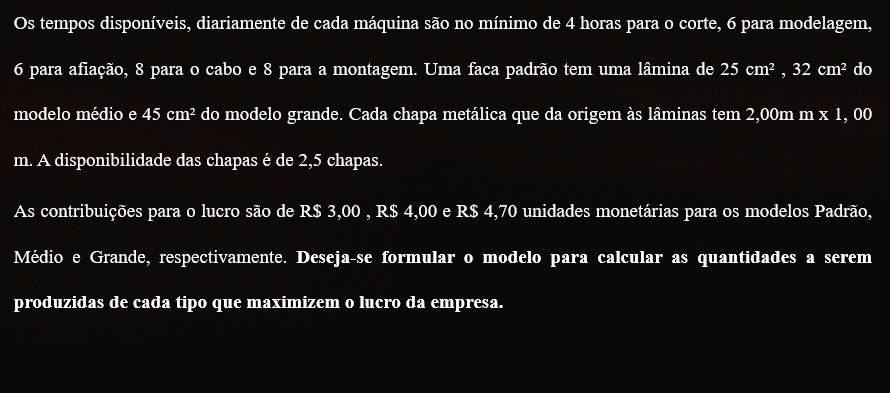 Os tempos disponíveis, diariamente de cada máquina são no mínimo de 4 horas para o corte, 6 para modelagem,
6 para afiação, 8 para o cabo e 8 para a montagem. Uma faca padrão tem uma lâmina de 25 cm² , 32 cm² do
modelo médio e 45 cm² do modelo grande. Cada chapa metálica que da origem às lâminas tem 2,00m m x 1, 00
m. A disponibilidade das chapas é de 2,5 chapas.
As contribuições para o lucro são de R$ 3,00 , R$ 4,00 e R$ 4,70 unidades monetárias para os modelos Padrão,
Médio e Grande, respectivamente. Deseja-se formular o modelo para calcular as quantidades a serem
produzidas de cada tipo que maximizem o lucro da empresa.